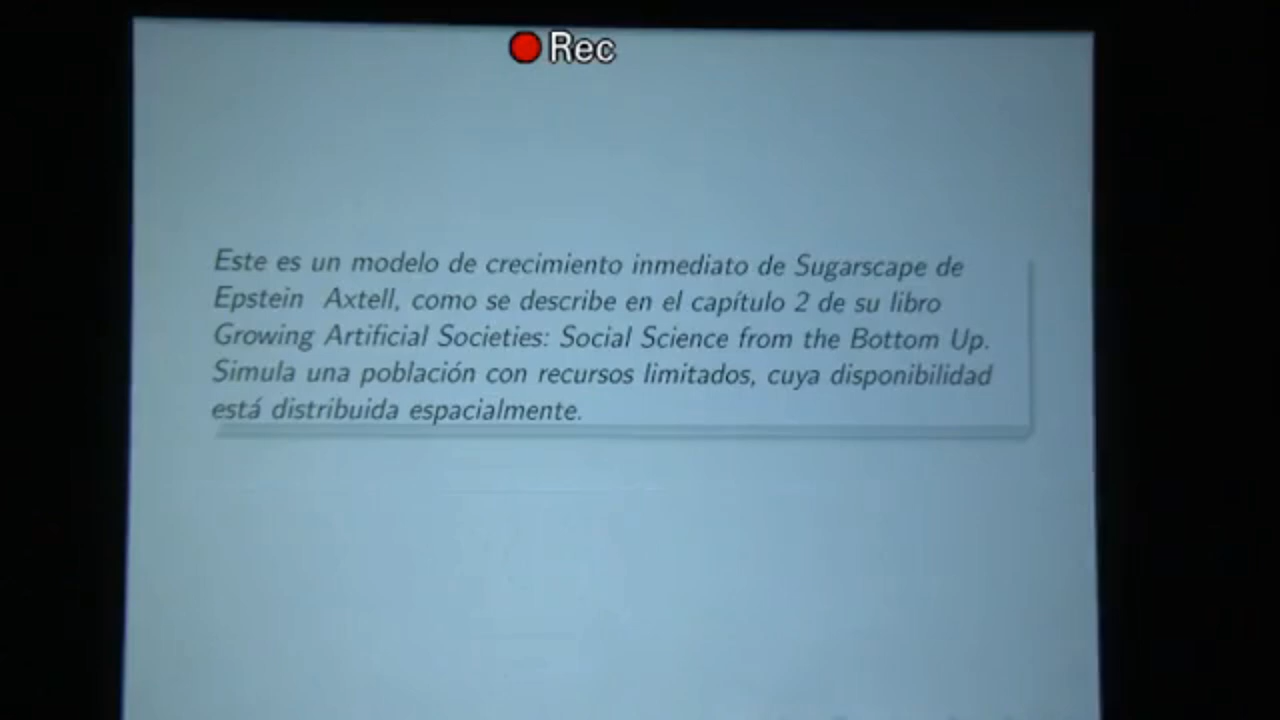 Rec
Este es un modelo de crecimiento inmediato de Sugarscape de
Epstein Axtell, como se describe en el capítulo 2 de su libro
Growing Artificial Societies: Social Science from the Bottom Up.
Simula una población con recursos limitados, cuya disponibilidad
está distribuida espacialmente.